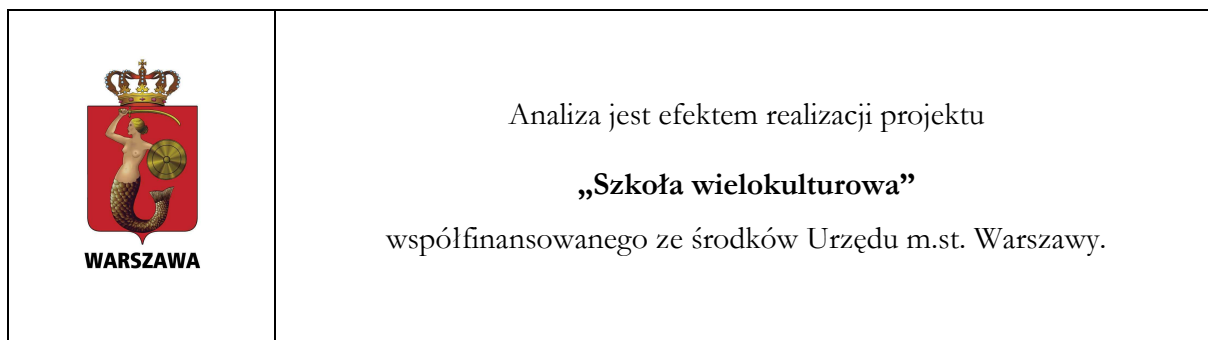 WARSZAWA
Analiza jest efektem realizacji projektu
„Szkoła wielokulturowa”
współfinansowanego ze środków Urzędu m.st. Warszawy.